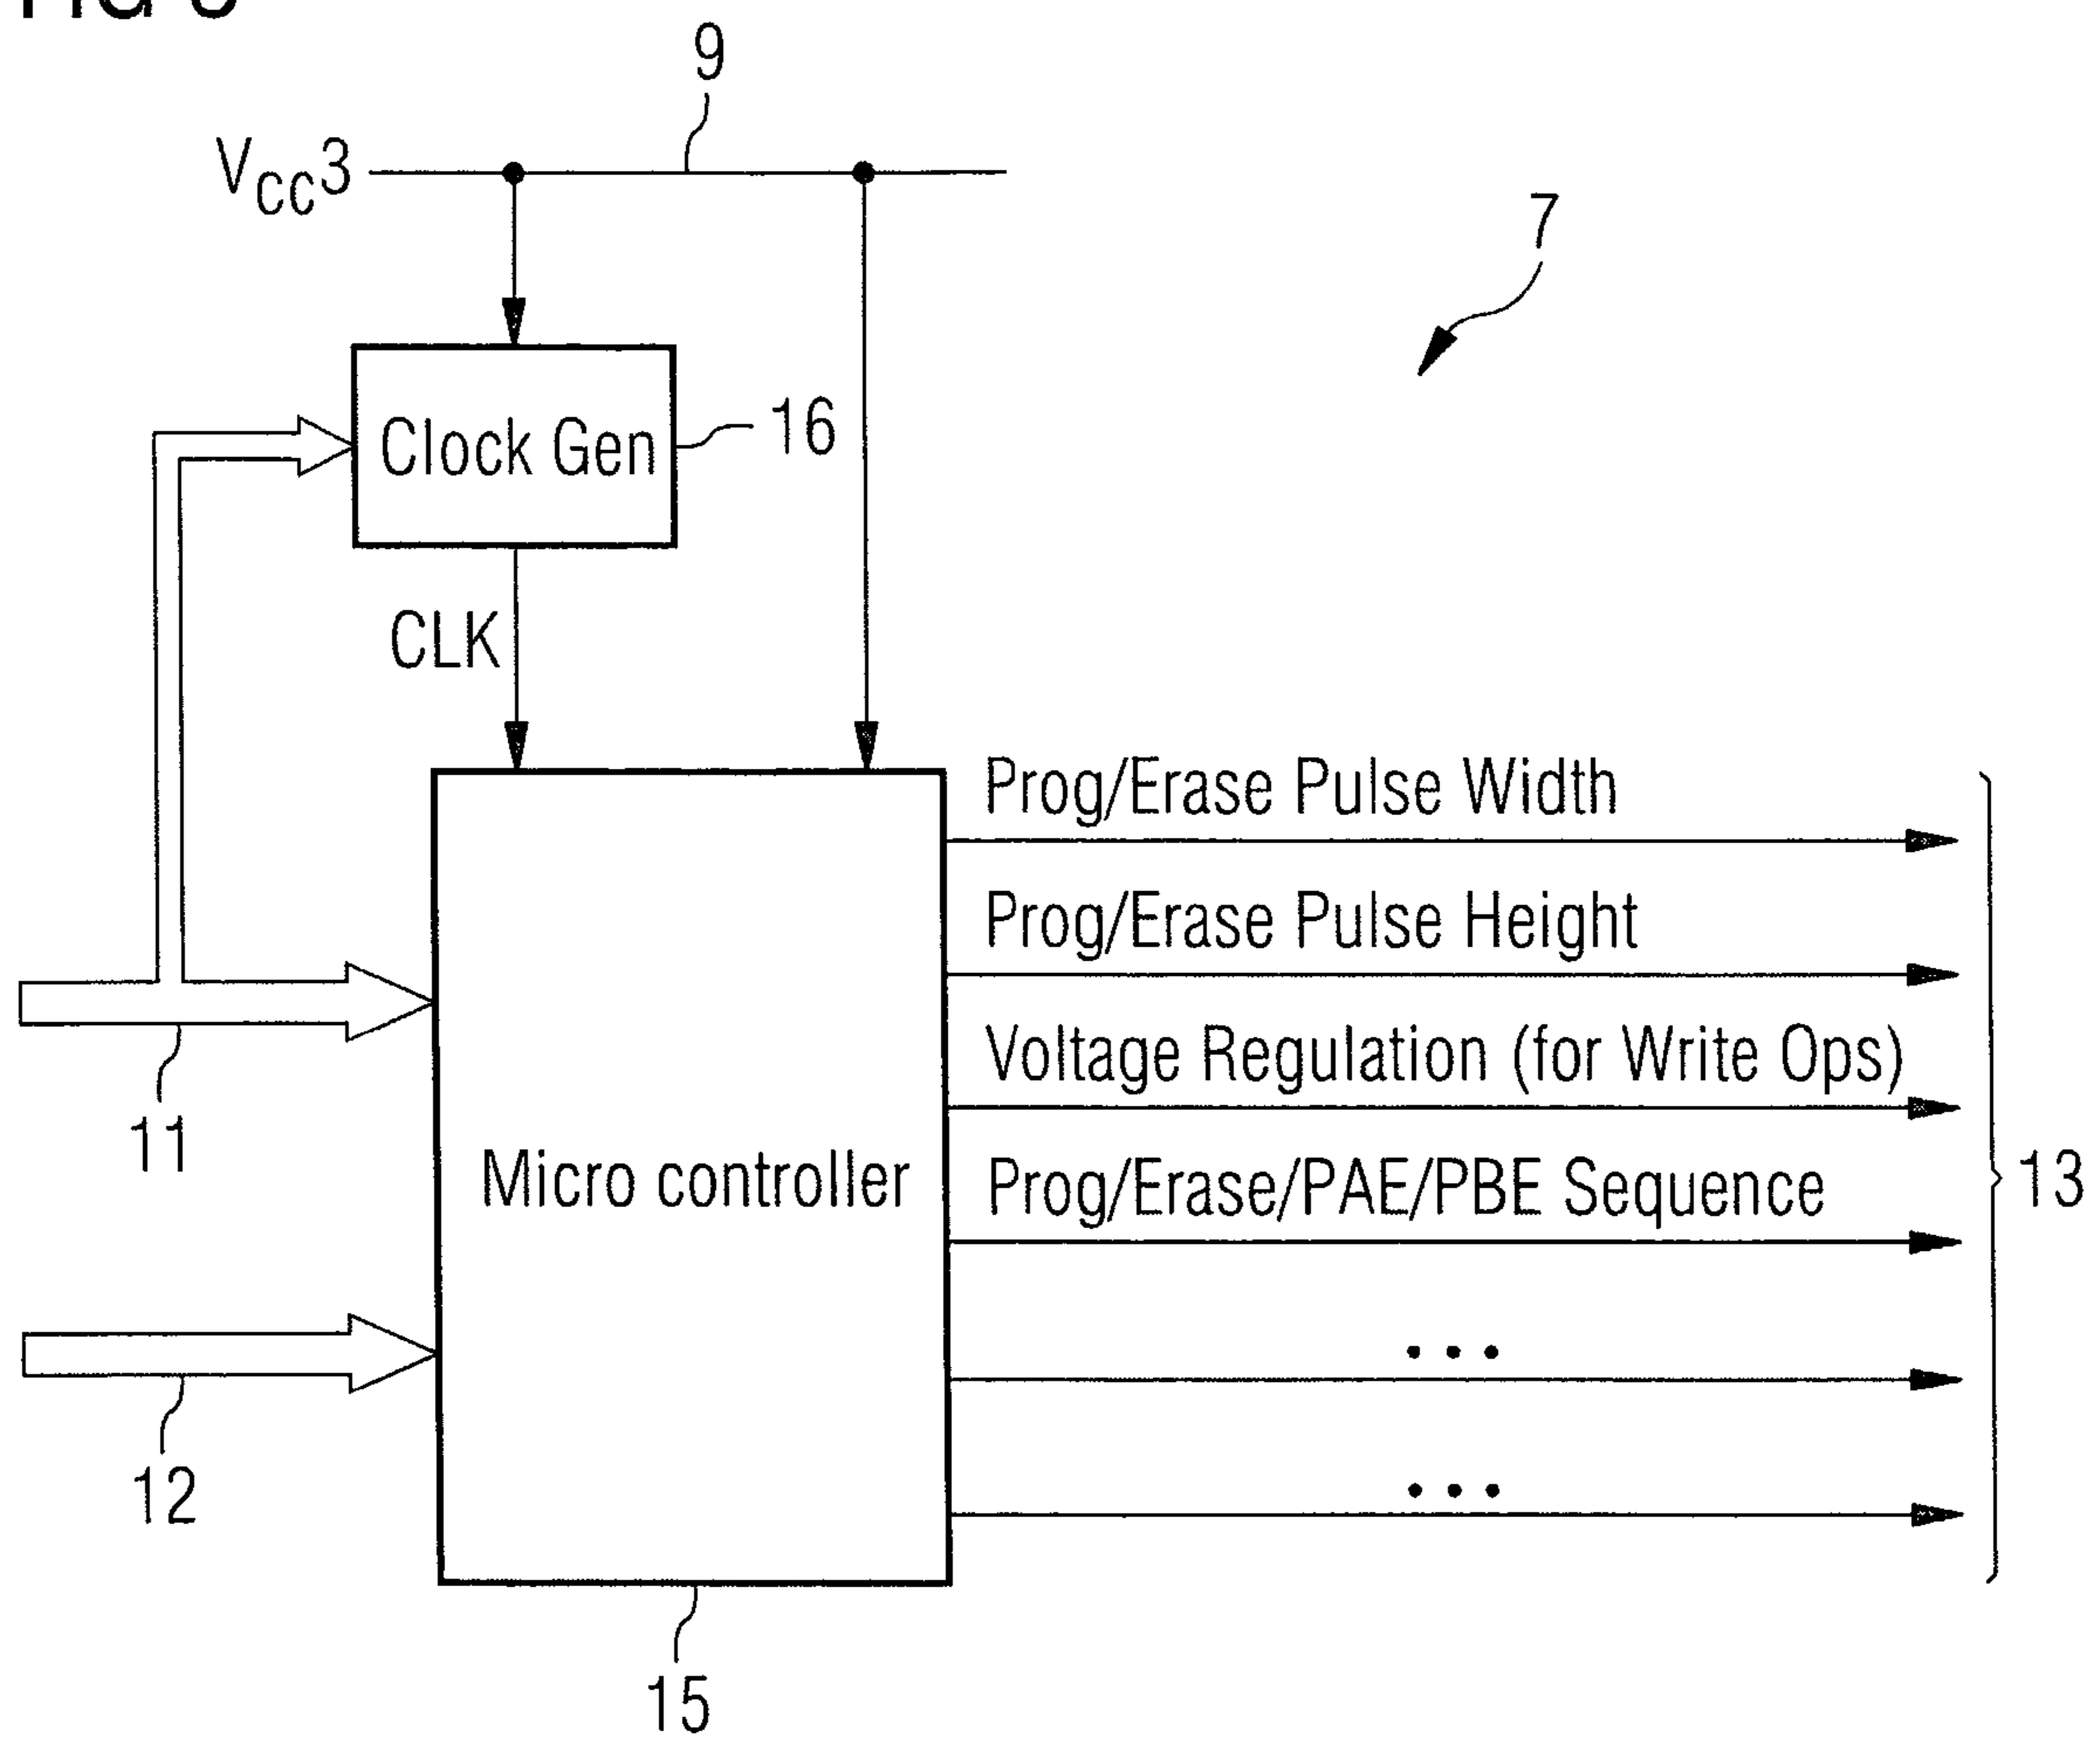 9
VCC3
7
Clock Gen
16
CLK
Prog/Erase Pulse Width
Prog/Erase Pulse Height
Voltage Regulation (for Write Ops)
11
Micro controller
Prog/Erase/PAE/PBE Sequence
13
...
12
...
15